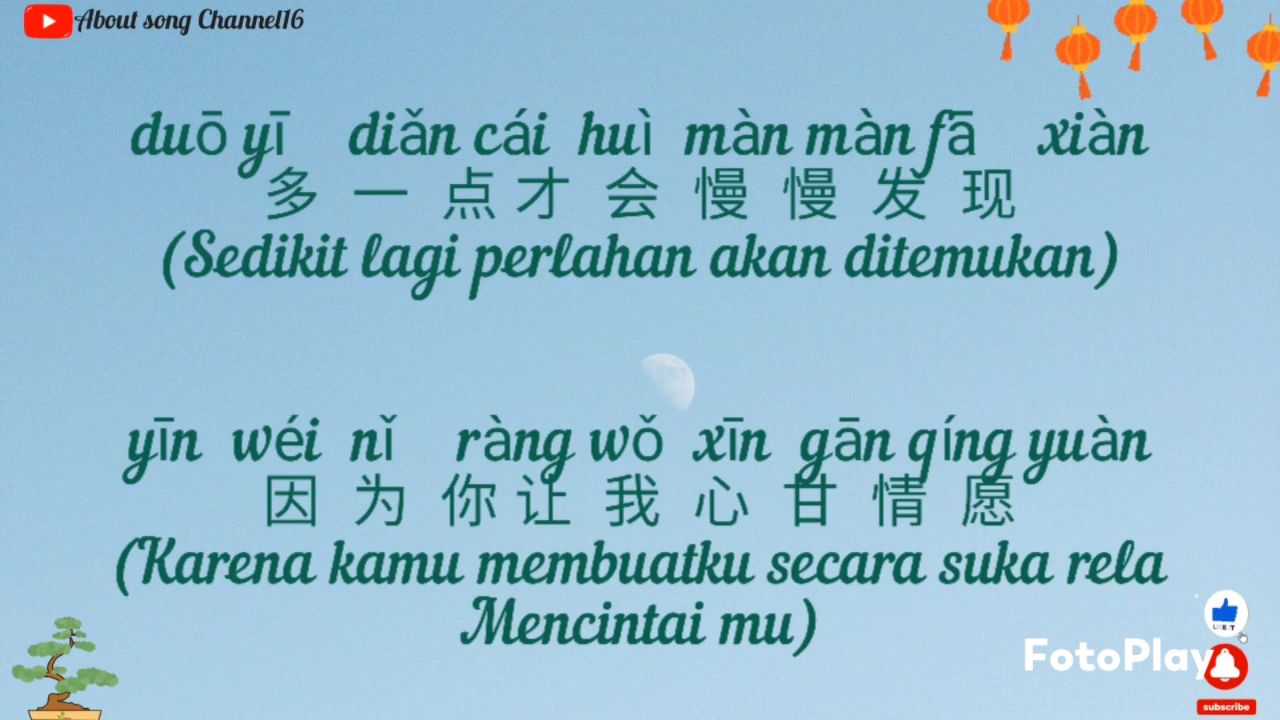 About song Channel16
duō yī diǎn cái huì màn màn fā xiàn
多 一 点 才 会 慢 慢 发 现
(Sedikit lagi perlahan akan ditemukan)
yīn wéi nǐ ràng wǒ xīn gān qíng yuàn
因 为 你 让 我 心 甘 情 愿
(Karena kamu membuatku secara suka rela
Mencintai mu)
FotoPlay
subscribe